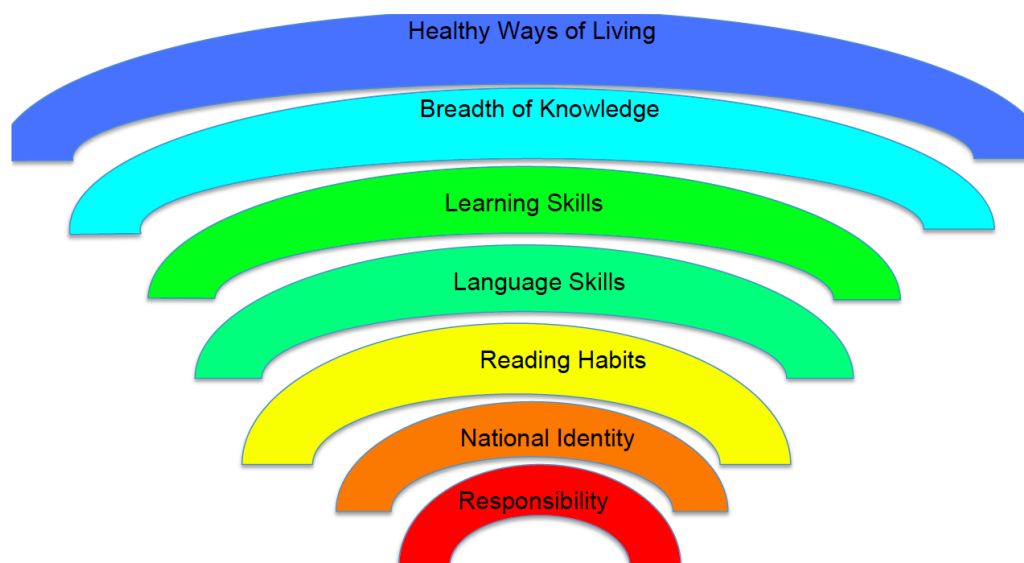 Healthy Ways of Living
Breadth of Knowledge
Learning Skills
Language Skills
Reading Habits
National Identity
Responsibility